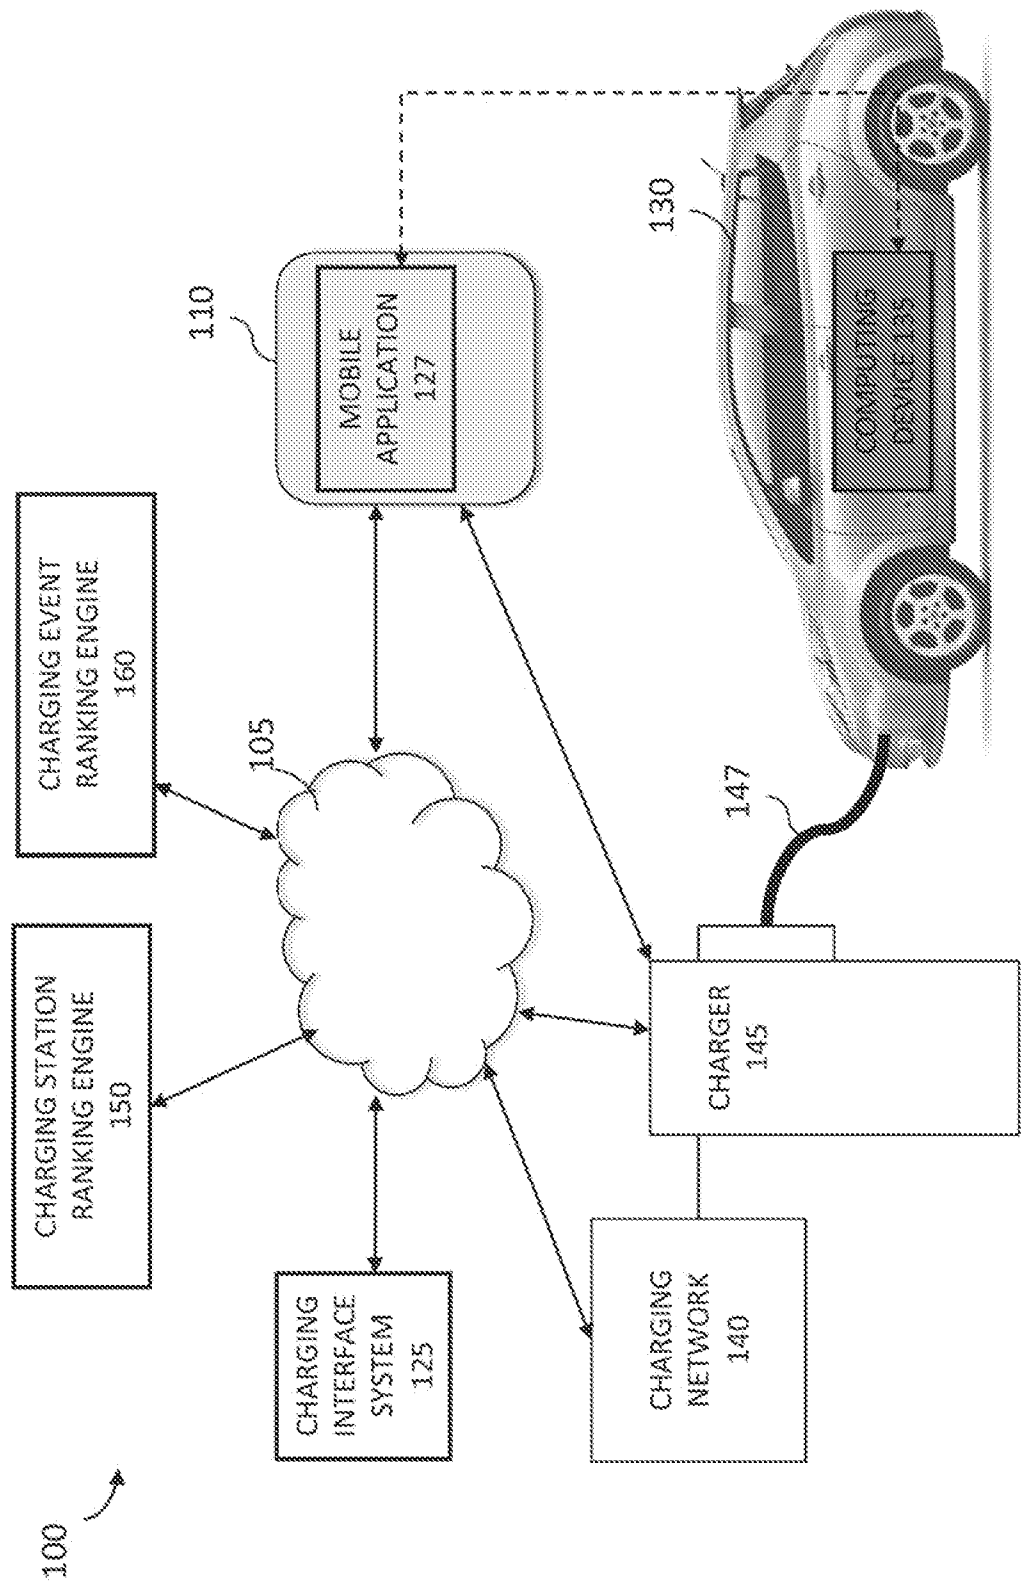 100
CHARGING STATION
RANKING ENGINE
150
CHARGING EVENT
RANKING ENGINE
160
CHARGING
INTERFACE
SYSTEM
125
105
110
MOBILE
APPLICATION
127
CHARGING
NETWORK
140
CHARGER
145
147
130
COMPUTING
DEVICE